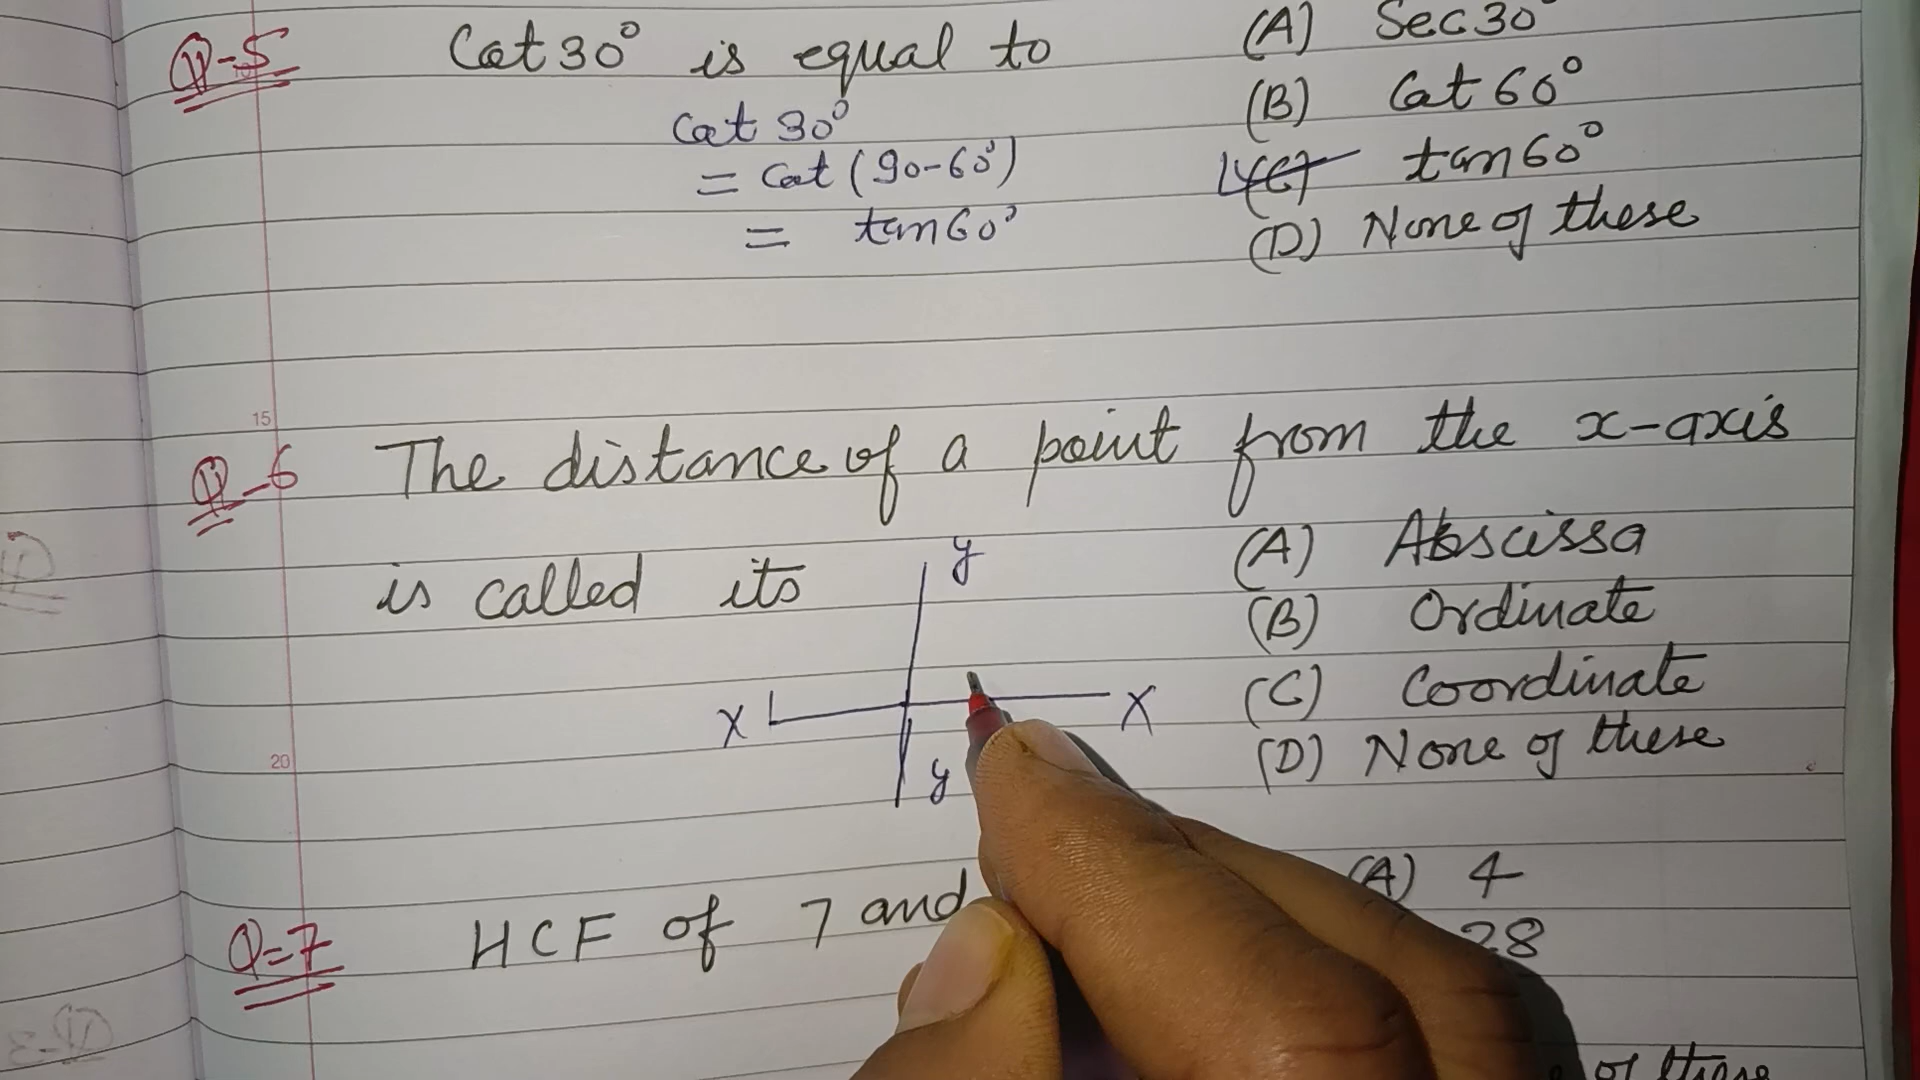 Q-5 Cot 30° is equal to (A) Sec 30°
Cot 30° (B) Cot 60°
= Cot (90-60°) (C) tan 60°
= tan 60° (D) None of these
15
Q-6 The distance of a point from the x-axis
is called its (A) Abscissa
y
(B) Ordinate
X X (C) Coordinate
20 y (D) None of these
Q=7 HCF of 7 and (A) 4
28
of these